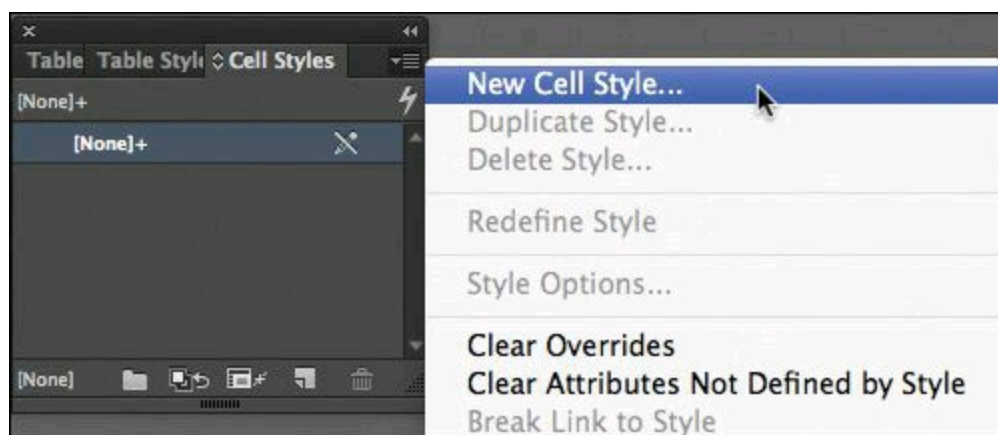 Table Table Styl Cell Styles
[None]+
[None]+
[None]
New Cell Style...
Duplicate Style...
Delete Style...
Redefine Style
Style Options...
Clear Overrides
Clear Attributes Not Defined by Style
Break Link to Style